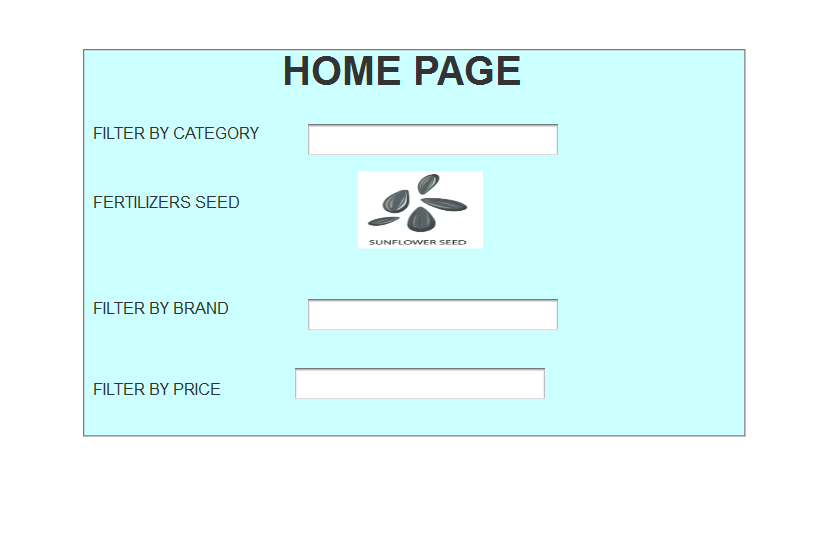 HOME PAGE
FILTER BY CATEGORY
FERTILIZERS SEED
SUNFLOWER SEED
FILTER BY BRAND
FILTER BY PRICE